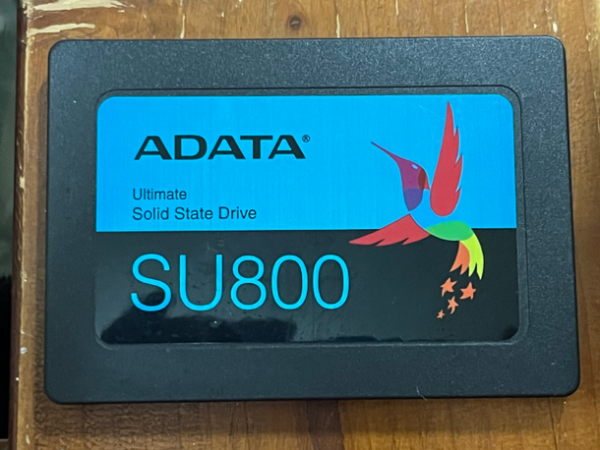 ADATA®
Ultimate
Solid State Drive
SU800